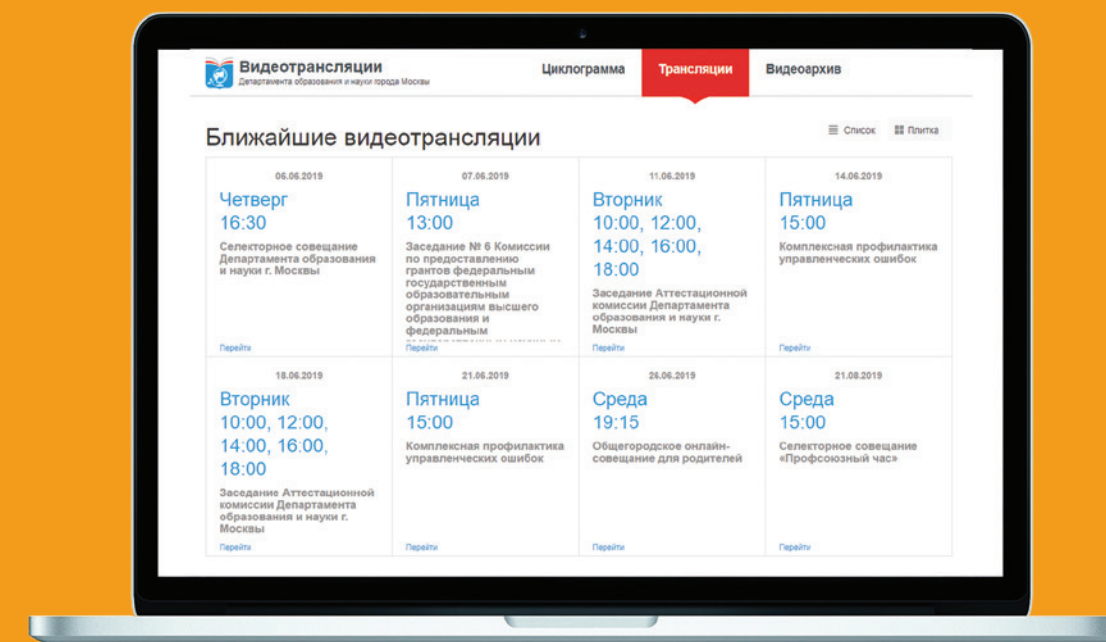 Видеотрансляции
Департамента образования и науки города Москвы
Циклограмма
Трансляции
Видеоархив
Ближайшие видеотрансляции
Список
Плитка
06.06.2019
Четверг
16:30
Селекторное совещание
Департамента образования
и науки г. Москвы
Перейти
07.06.2019
Пятница
13:00
Заседание № 6 Комиссии
по предоставлению
грантов федеральным
государственным
образовательным
организациям высшего
образования и
федеральным
Перейти
11.06.2019
Вторник
10:00, 12:00,
14:00, 16:00,
18:00
Заседание Аттестационной
комиссии Департамента
образования и науки г.
Москвы
Перейти
14.06.2019
Пятница
15:00
Комплексная профилактика
управленческих ошибок
Перейти
18.06.2019
Вторник
10:00, 12:00,
14:00, 16:00,
18:00
Заседание Аттестационной
комиссии Департамента
образования и науки г.
Москвы
Перейти
21.06.2019
Пятница
15:00
Комплексная профилактика
управленческих ошибок
Перейти
26.06.2019
Среда
19:15
Общегородское онлайн-
совещание для родителей
Перейти
21.08.2019
Среда
15:00
Селекторное совещание
«Профсоюзный час»
Перейти